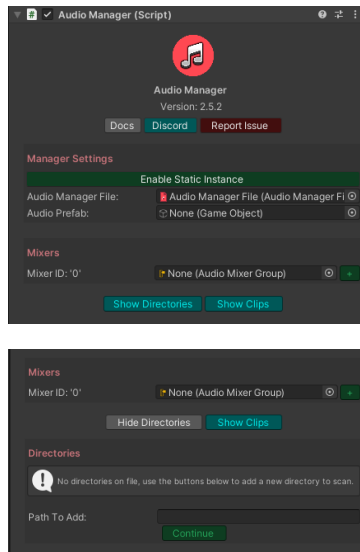 Audio Manager (Script)
Audio Manager
Version: 2.5.2
Docs Discord Report Issue
Manager Settings
Enable Static Instance
Audio Manager File: Audio Manager File (Audio Manager Fi
Audio Prefab: None (Game Object)
Mixers
Mixer ID: '0' None (Audio Mixer Group) +
Show Directories Show Clips
Mixers
Mixer ID: '0' None (Audio Mixer Group) +
Hide Directories Show Clips
Directories
No directories on file, use the buttons below to add a new directory to scan.
Path To Add:
Continue